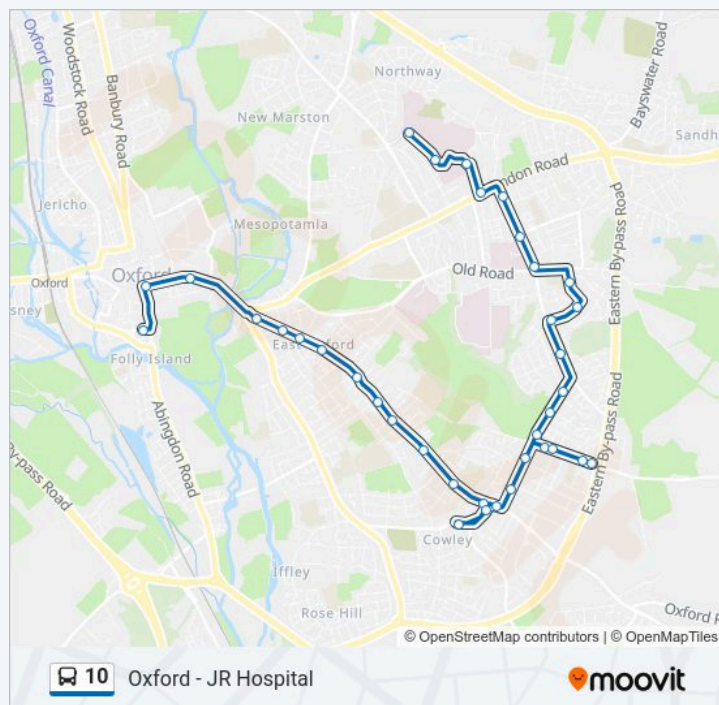 Oxford Canal
Woodstock Road
Banbury Road
Northway
Bayswater Road
New Marston
Sandh
ndon Road
Jericho
Mesopotamia
Eastern By-pass Road
Oxford
Oxford
Old Road
sney
Folly Island
East Oxford
Abingdon Road
By-pass Road
Eastern By-pass Road
Cowley
Iffley
Rose Hill
Oxford R
© OpenStreetMap contributors | © OpenMapTiles
10 Oxford - JR Hospital
moovit